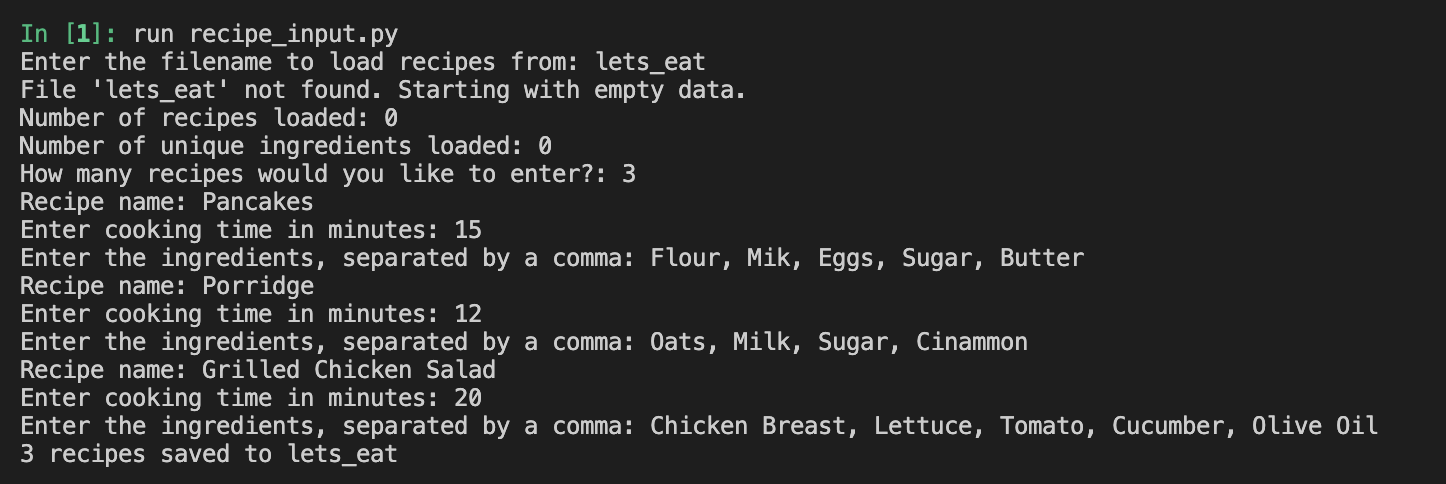 In [1]: run recipe_input.py
Enter the filename to load recipes from: lets_eat
File 'lets_eat' not found. Starting with empty data.
Number of recipes loaded: 0
Number of unique ingredients loaded: 0
How many recipes would you like to enter?: 3
Recipe name: Pancakes
Enter cooking time in minutes: 15
Enter the ingredients, separated by a comma: Flour, Mik, Eggs, Sugar, Butter
Recipe name: Porridge
Enter cooking time in minutes: 12
Enter the ingredients, separated by a comma: Oats, Milk, Sugar, Cinammon
Recipe name: Grilled Chicken Salad
Enter cooking time in minutes: 20
Enter the ingredients, separated by a comma: Chicken Breast, Lettuce, Tomato, Cucumber, Olive Oil
3 recipes saved to lets_eat